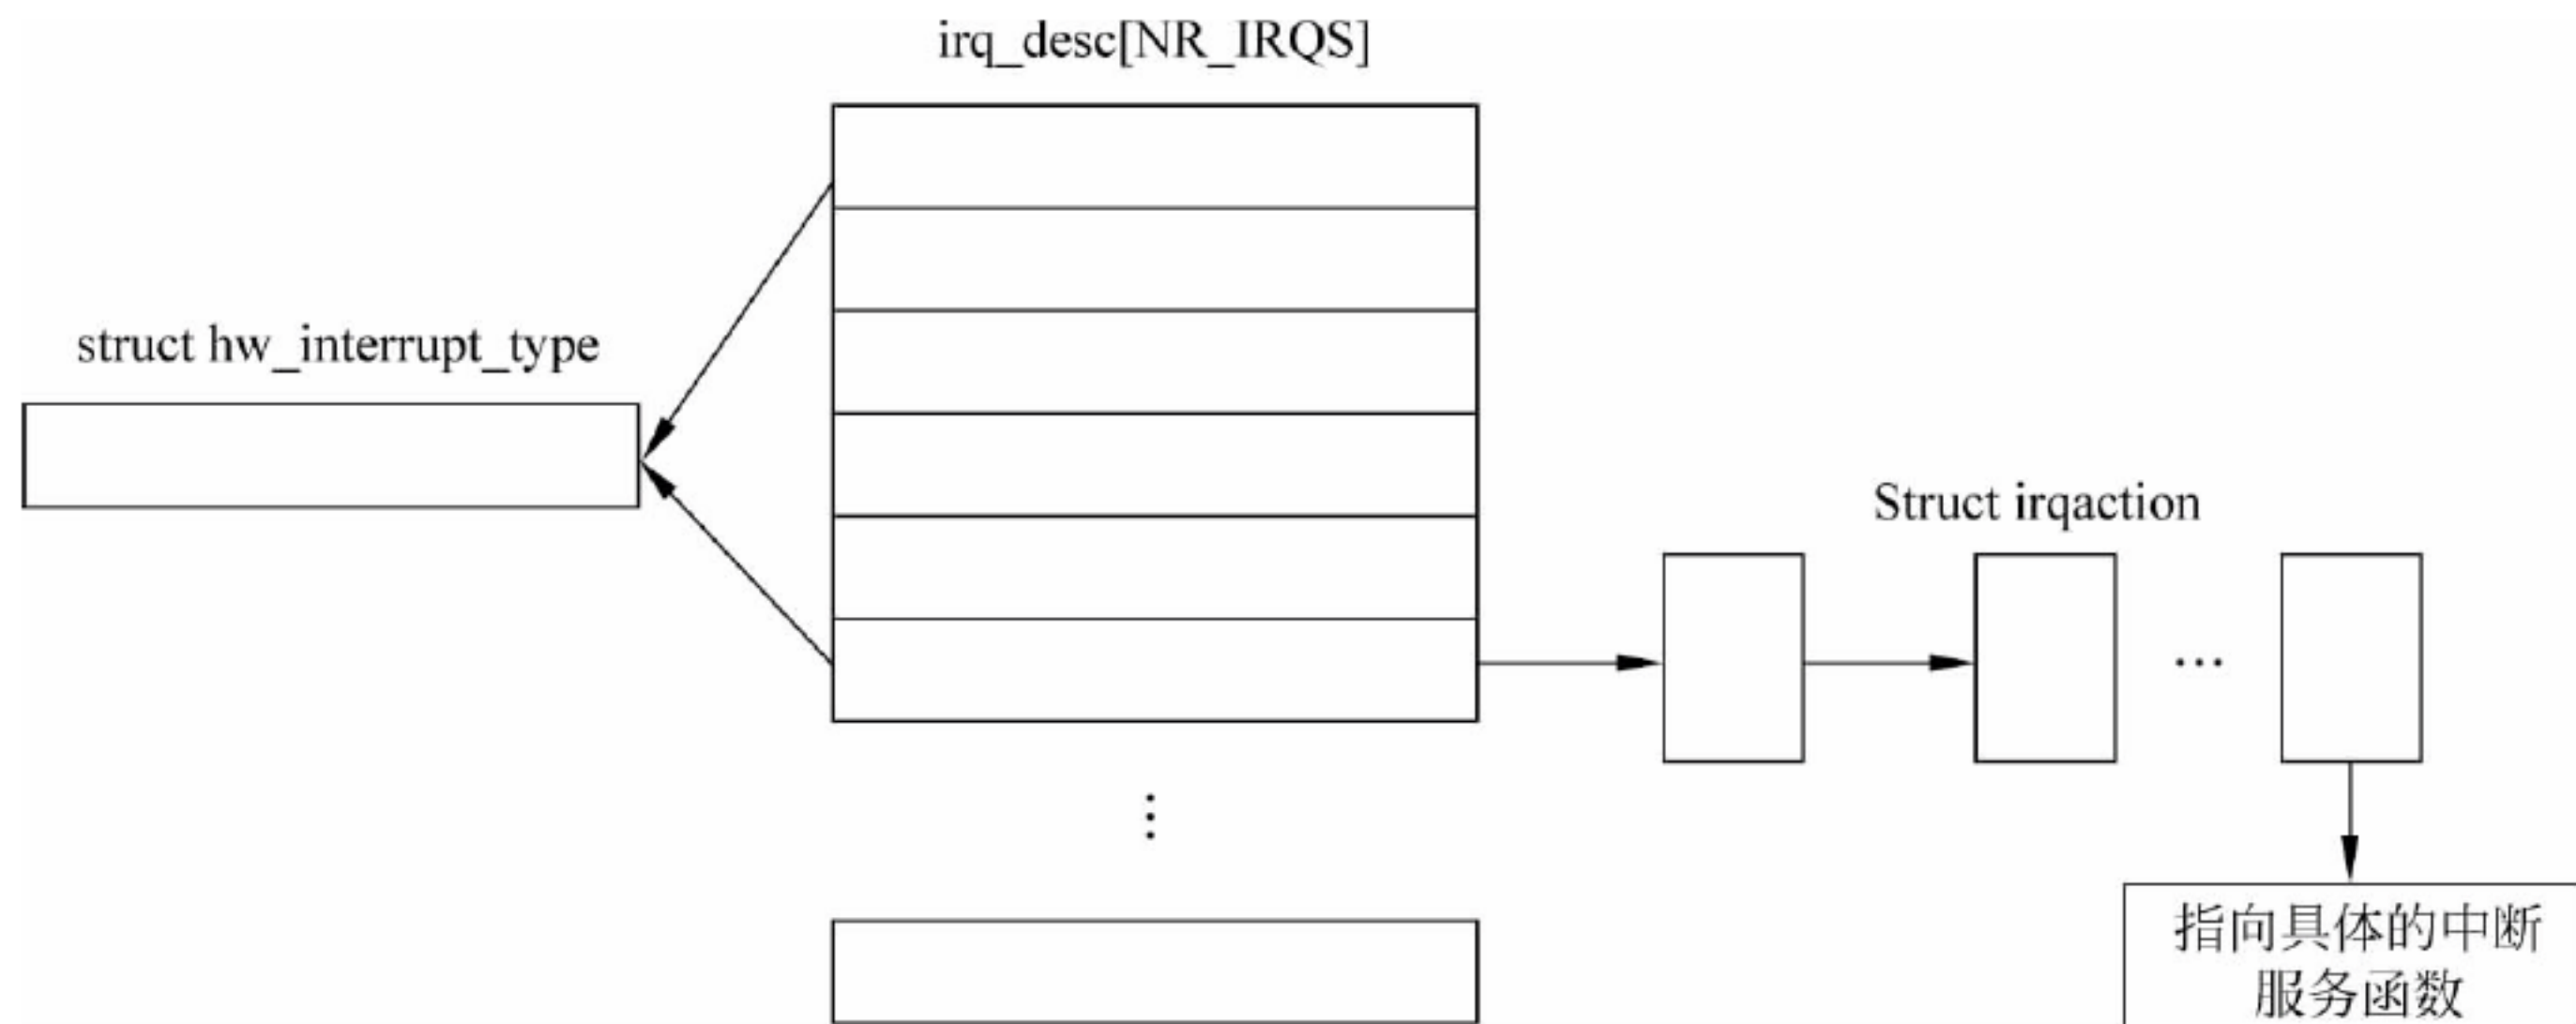 irq_desc[NR_IRQS]
struct hw_interrupt_type
Struct irqaction
...
⋮
指向具体的中断
服务函数